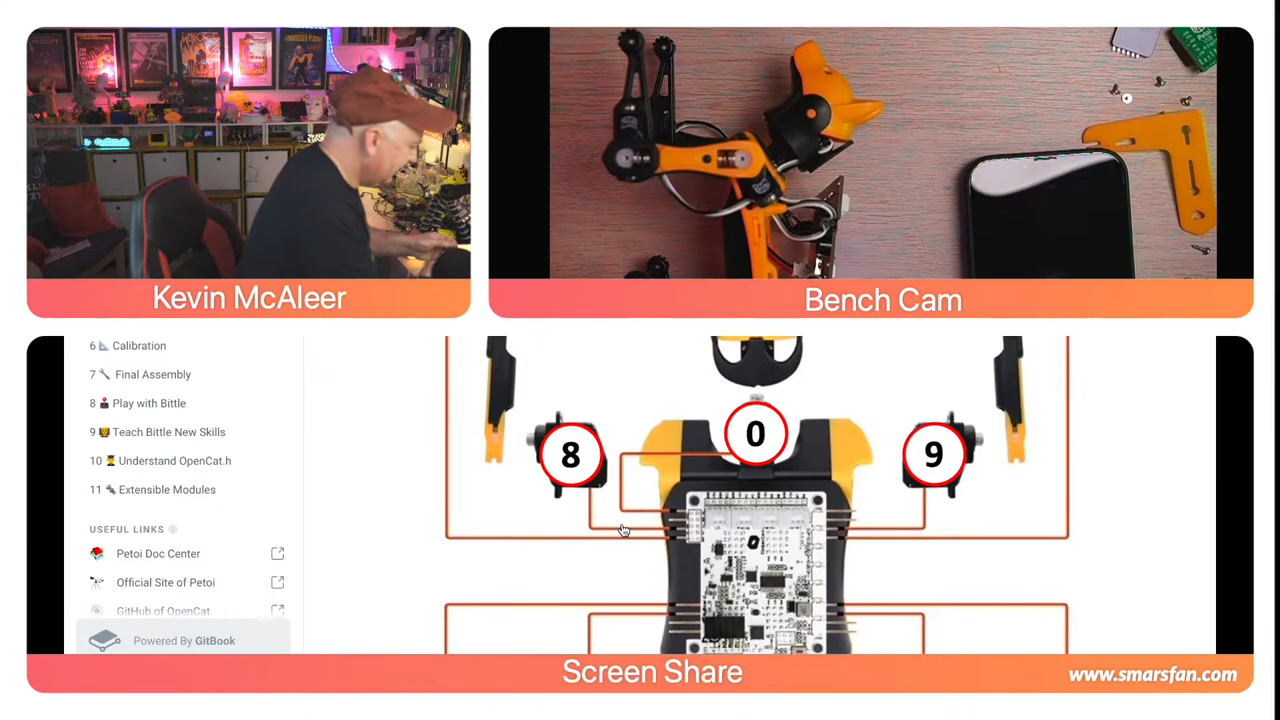 Kevin McAleer
Bench Cam
6 Calibration
7 Final Assembly
8 Play with Bittle
9 Teach Bittle New Skills
10 Understand OpenCat.h
11 Extensible Modules
USEFUL LINKS
Petoi Doc Center
Official Site of Petoi
GitHub of OpenCat
Powered By GitBook
0
8
9
Screen Share
www.smarsfan.com